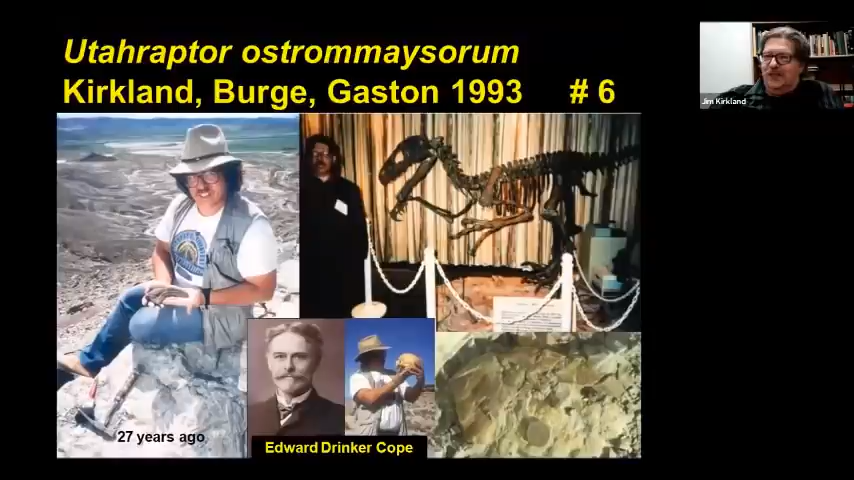 Utahraptor ostrommaysorum
Kirkland, Burge, Gaston 1993 # 6
Jim Kirkland
27 years ago
Edward Drinker Cope